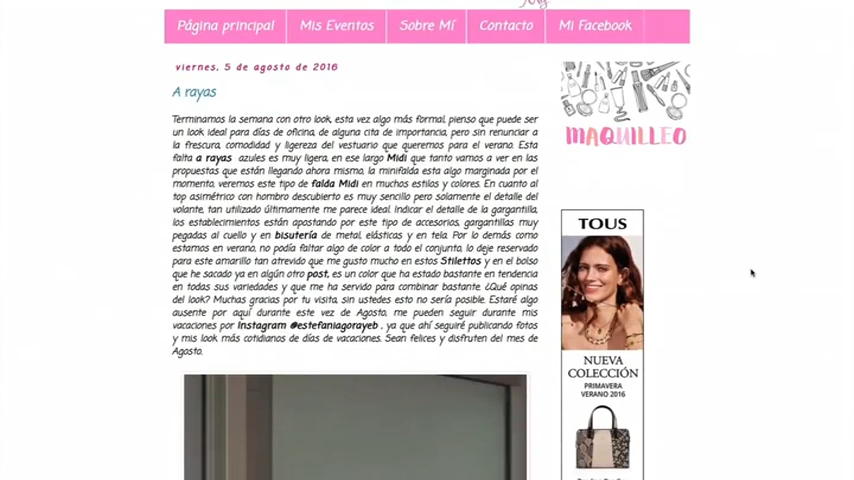 Página principal
Mis Eventos
Sobre Mí
Contacto
Mi Facebook
viernes, 5 de agosto de 2016
A rayas
Terminamos la semana con otro look, esta vez algo más formal, pienso que puede ser
un look ideal para días de oficina, de alguna cita de importancia, pero sin renunciar a
la frescura, comodidad y ligereza del vestuario que queremos para el verano. Esta
falta a rayas azules es muy ligera, en ese largo Midi que tanto vamos a ver en las
propuestas que están llegando ahora mismo, la minifalda esta algo marginada por el
momento, veremos este tipo de falda Midi en muchos estilos y colores. En cuanto al
top asimétrico con hombro descubierto es muy sencillo pero solamente el detalle del
volante, tan utilizado últimamente me parece ideal. Indicar el detalle de la gargantilla,
los establecimientos están apostando por este tipo de accesorios, gargantillas muy
pegadas al cuello y en bisutería de metal, elásticas y en tela. Por lo demás como
estamos en verano, no podía faltar algo de color a todo el conjunto, lo deje reservado
para este amarillo tan atrevido que me gusto mucho en estos Stilettos y en el bolso
que he sacado ya en algún otro post, es un color que ha estado bastante en tendencia
en todas sus variedades y que me ha servido para combinar bastante ¿Qué opinas
del look? Muchas gracias por tu visita, sin ustedes esto no sería posible. Estaré algo
ausente por aquí durante este vez de Agosto, me pueden seguir durante mis
vacaciones por Instagram @estefaniagorayeb , ya que ahí seguiré publicando fotos
y mis look más cotidianos de días de vacaciones. Sean felices y disfruten del mes de
Agosto.
MAQUILLEO
TOUS
NUEVA
COLECCIÓN
PRIMAVERA
VERANO 2016